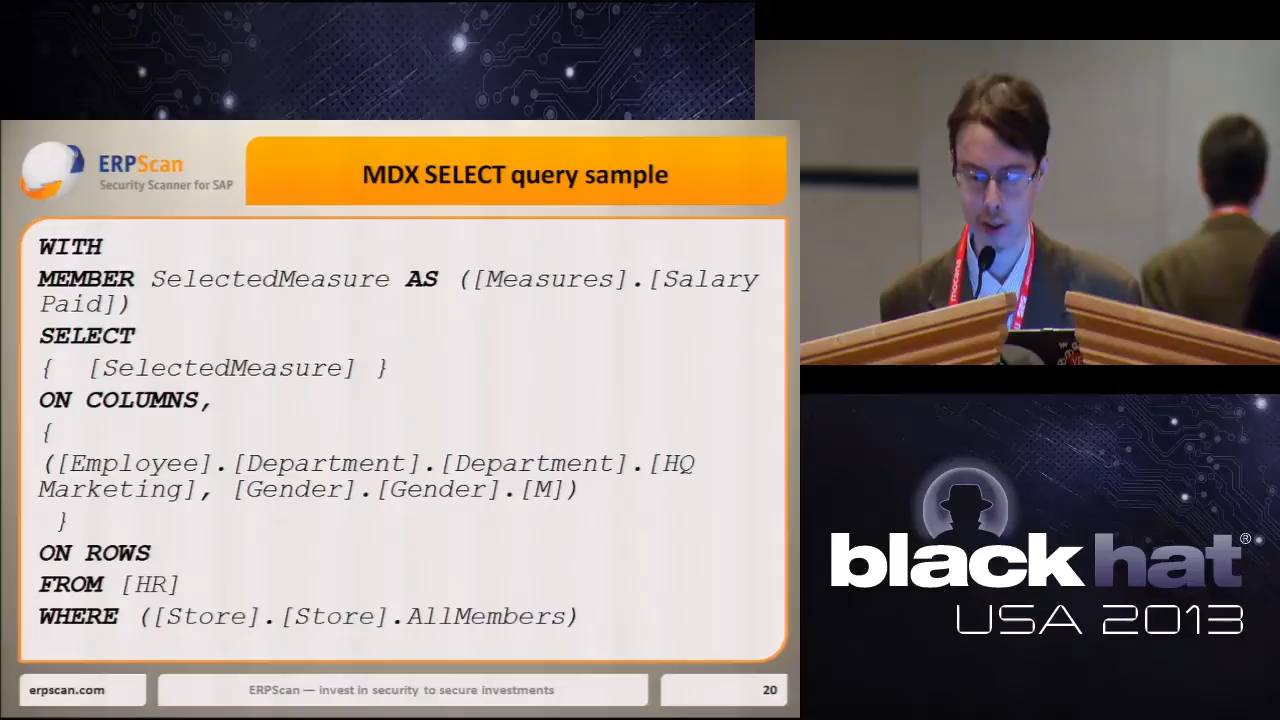 ERPScan
Security Scanner for SAP
MDX SELECT query sample
WITH
MEMBER SelectedMeasure AS ([Measures].[Salary
Paid])
SELECT
{ [SelectedMeasure] }
ON COLUMNS,
{
([Employee].[Department].[Department].[HQ
Marketing], [Gender].[Gender].[M])
}
ON ROWS
FROM [HR]
WHERE ([Store].[Store].AllMembers)
erpscan.com
ERPScan — invest in security to secure investments
20
mocana
black hat®
USA 2013